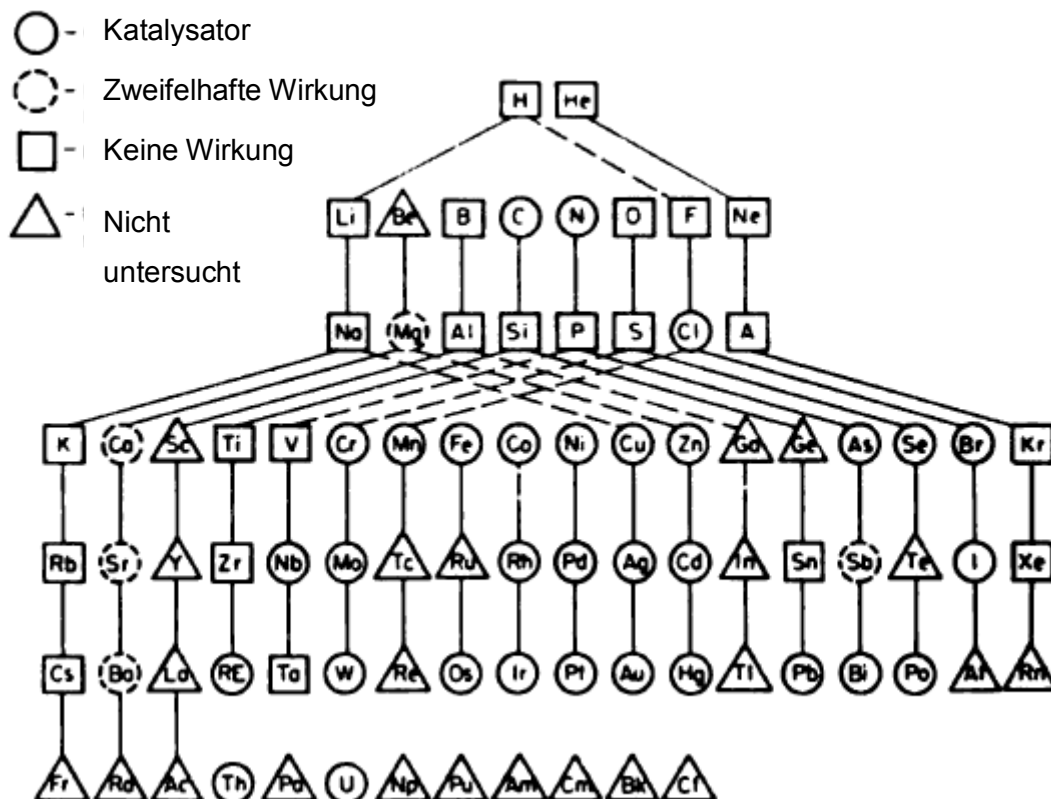 - Katalysator
- Zweifelhafte Wirkung
- Keine Wirkung
- Nicht
untersucht
H He
Li Be B C N O F Ne
Na Mg Al Si P S Cl A
K Ca Sc Ti V Cr Mn Fe Co Ni Cu Zn Ga Ge As Se Br Kr
Rb Sr Y Zr Nb Mo Tc Ru Rh Pd Ag Cd In Sn Sb Te I Xe
Cs Ba La RE Ta W Re Os Ir Pt Au Hg Tl Pb Bi Po At Rn
Fr Ra Ac Th Pa U Np Pu Am Cm Bk Cf